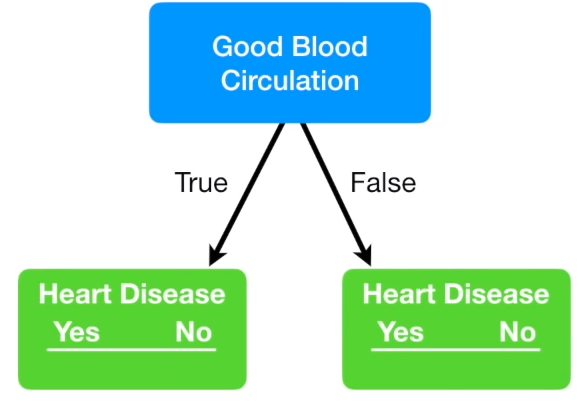 Good Blood
Circulation
True
False
Heart Disease
Yes No
Heart Disease
Yes No